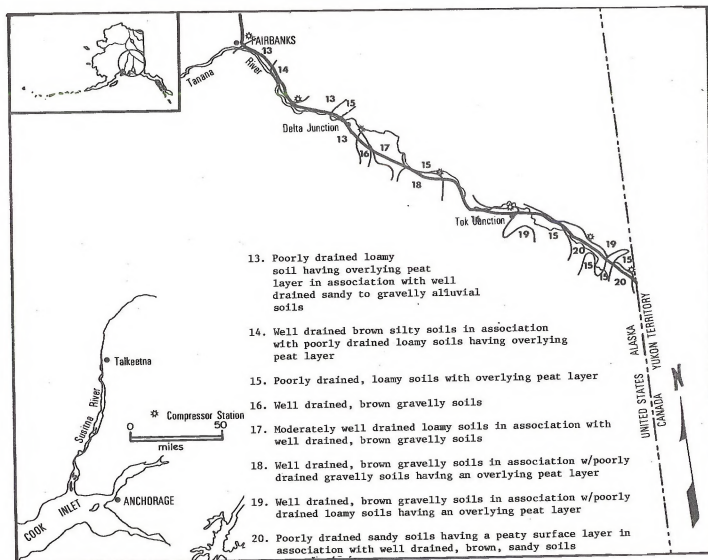 FAIRBANKS
13
Tanana
River
14
13
15
Delta Junction
13
16
17
15
18
Tok Junction
19
15
20
19
15
15
15
20
13. Poorly drained loamy
soil having overlying peat
layer in association with well
drained sandy to gravelly alluvial
soils
14. Well drained brown silty soils in association
with poorly drained loamy soils having overlying
peat layer
15. Poorly drained, loamy soils with overlying peat layer
16. Well drained, brown gravelly soils
17. Moderately well drained loamy soils in association with
well drained, brown gravelly soils
18. Well drained, brown gravelly soils in association w/poorly
drained gravelly soils having an overlying peat layer
19. Well drained, brown gravelly soils in association w/poorly
drained loamy soils having an overlying peat layer
20. Poorly drained sandy soils having a peaty surface layer in
association with well drained, brown, sandy soils
Talkeetna
Susitna River
Compressor Station
0 50
miles
COOK INLET
ANCHORAGE
UNITED STATES ALASKA
CANADA YUKON TERRITORY
N